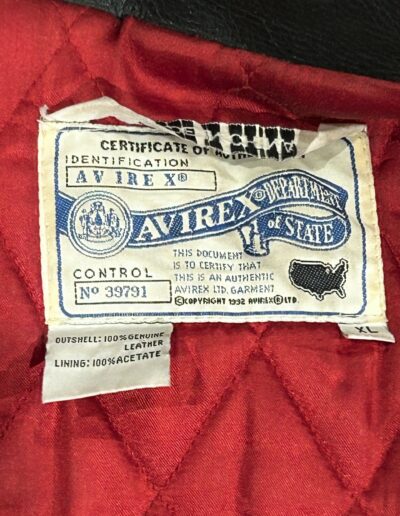 CERTIFICATE OF
IDENTIFICATION
AVIREX®
AVIREX® DEPARTMENT
of STATE
THIS DOCUMENT
IS TO CERTIFY THAT
THIS IS AN AUTHENTIC
AVIREX LTD. GARMENT
CONTROL
No 39791
©COPYRIGHT 1992 AVIREX®LTD.
XL
OUTSHELL: 100% GENUINE
LEATHER
LINING: 100% ACETATE